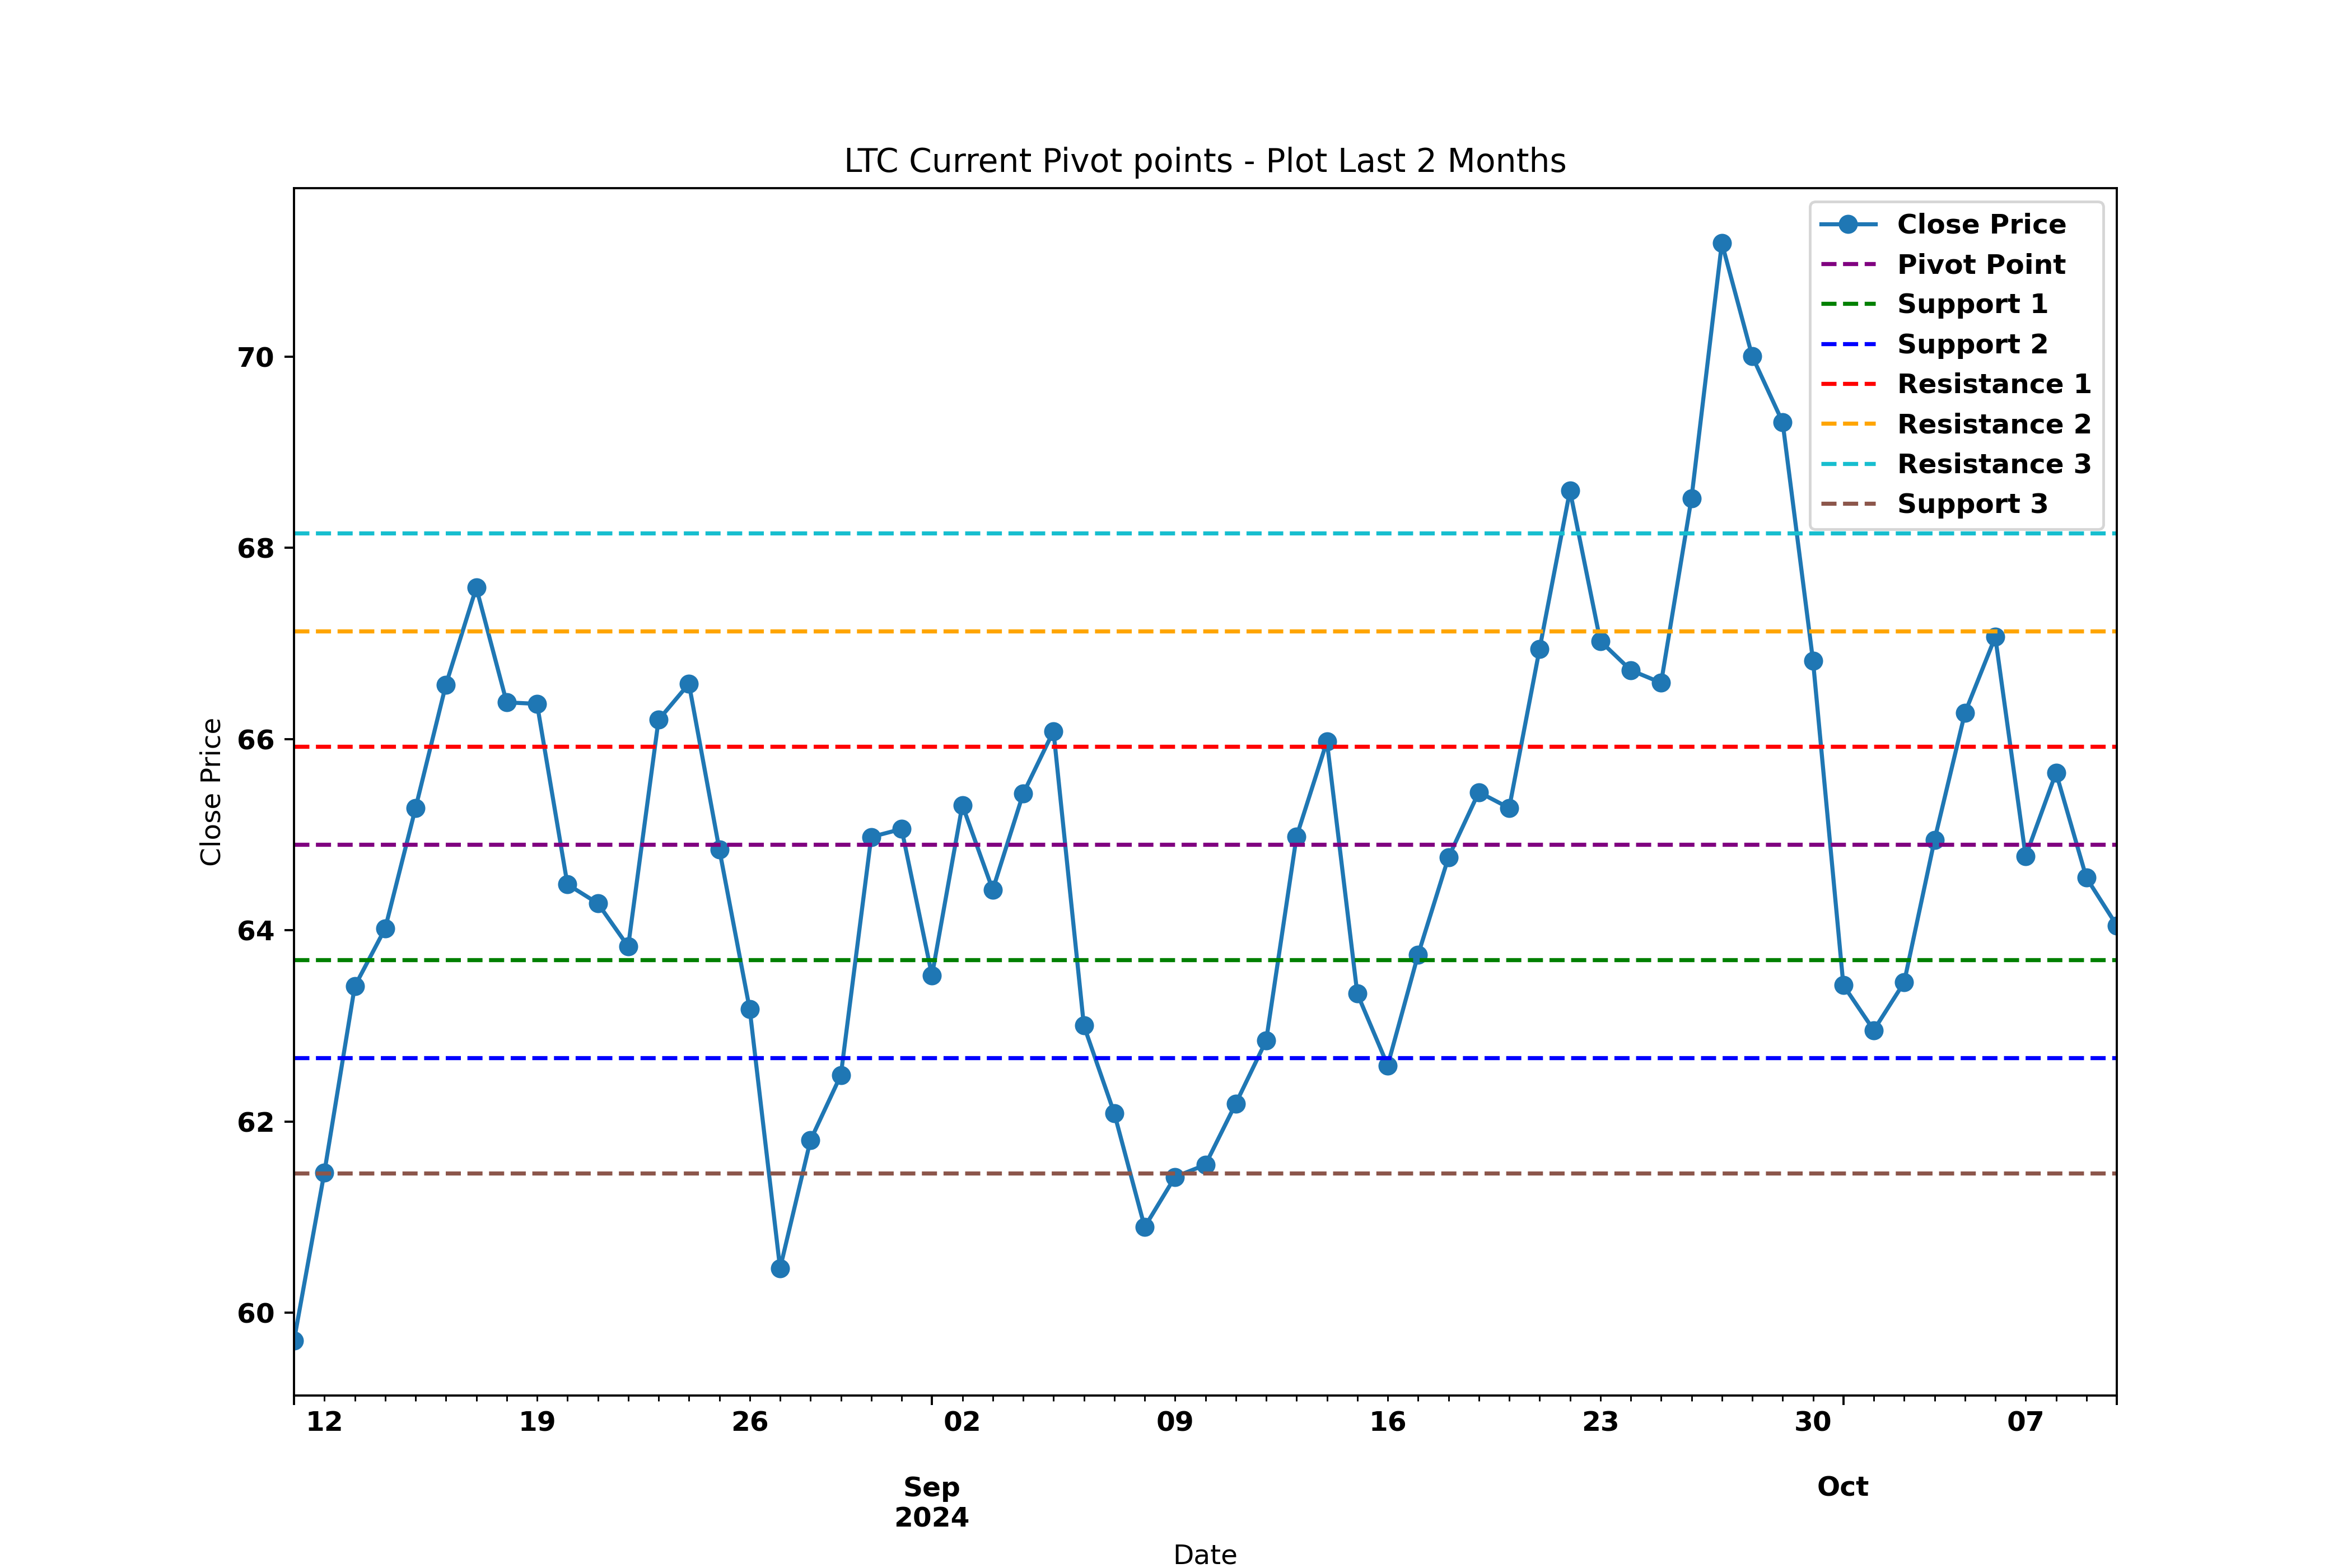 LTC Current Pivot points - Plot Last 2 Months
Close Price
Pivot Point
Support 1
Support 2
Resistance 1
Resistance 2
Resistance 3
Support 3
70
68
66
64
62
60
Close Price
12 19 26 02 09 16 23 30 07
Sep Oct
2024
Date